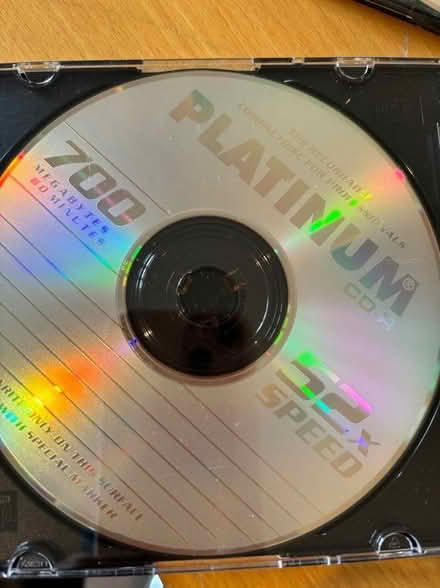 PLATINUM®
CD-R
700
MEGABYTES
80 MINUTES
52x
SPEED
WRITE ONLY ON THIS SURFACE
WITH SPECIAL MARKER